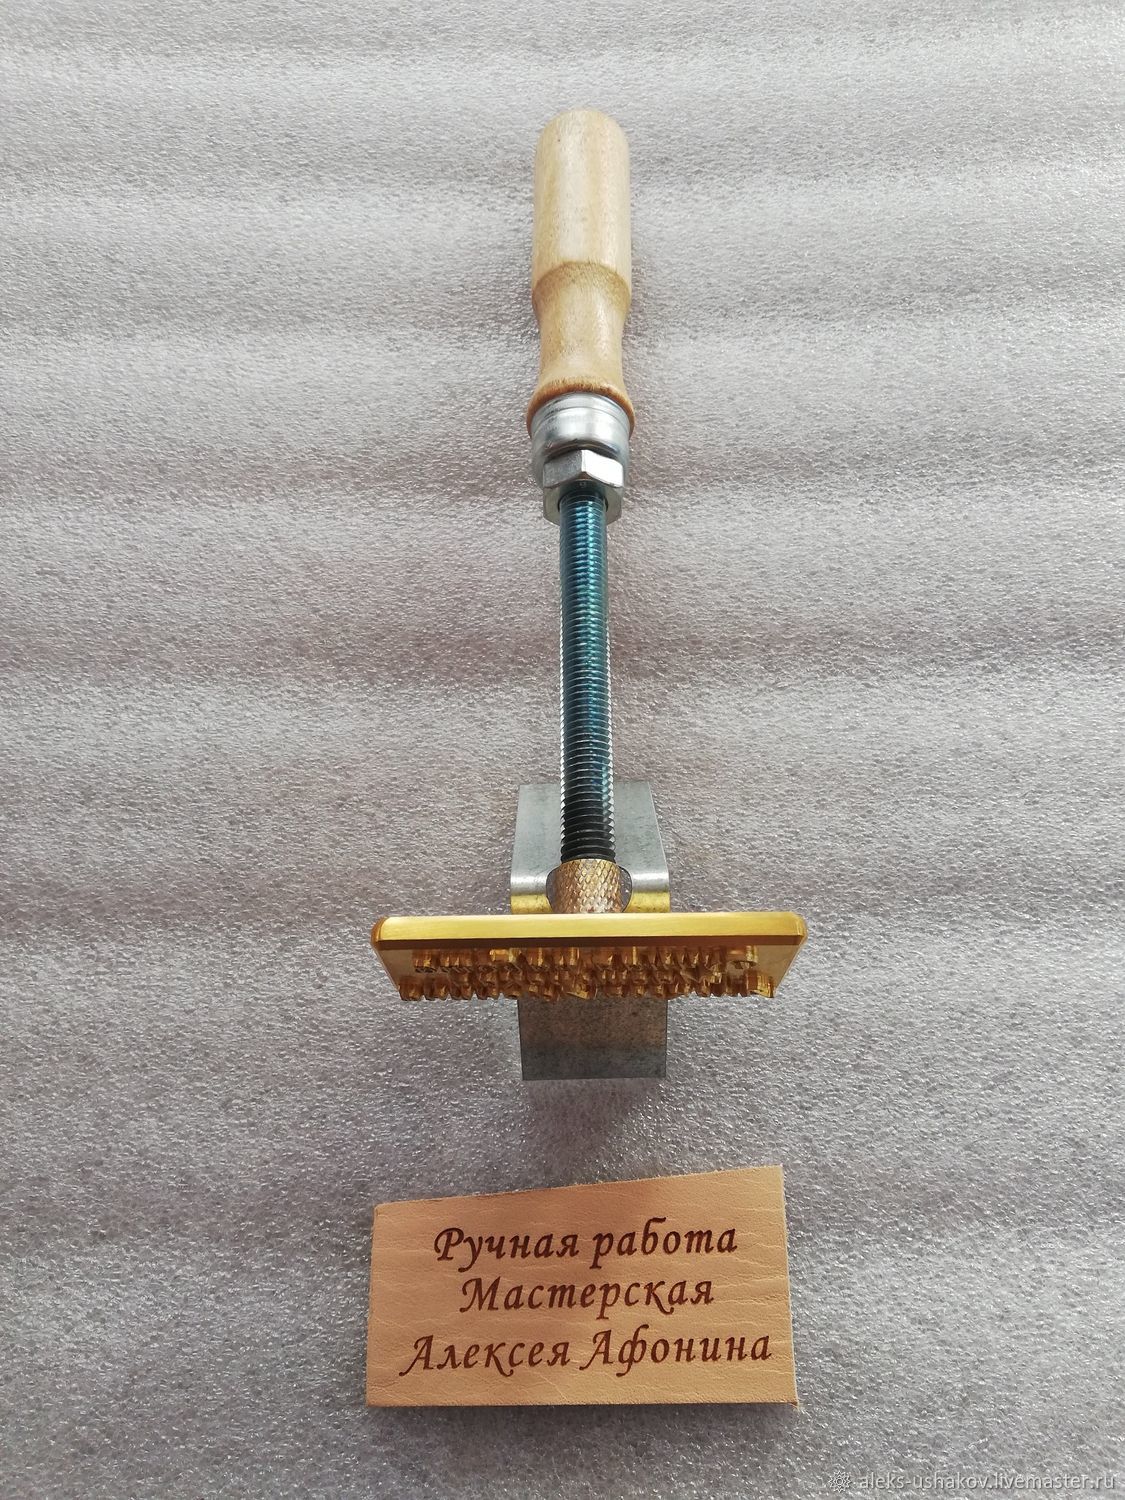 Ручная работа
Мастерская
Алексея Афонина
aleks-ushakov.livemaster.ru